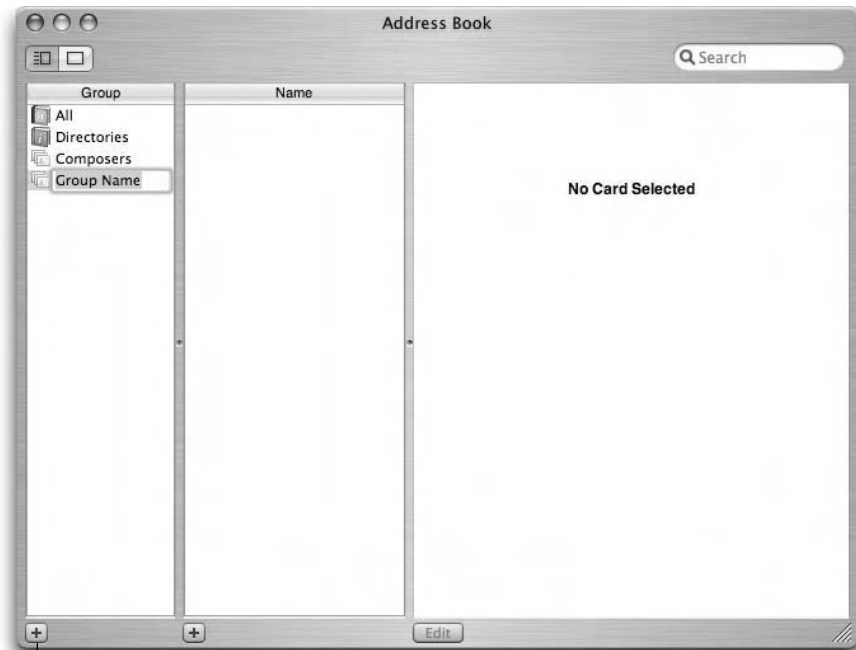 Address Book
Search
Group
Name
All
Directories
Composers
Group Name
No Card Selected
Edit